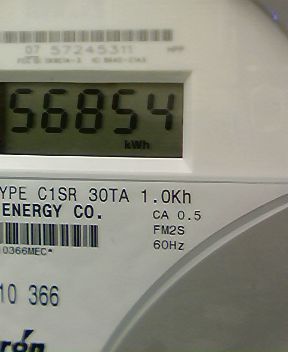 07 57245311
56854
kWh
YPE C1SR 30TA 1.0Kh
ENERGY CO.
CA 0.5
FM2S
60Hz
0366MEC*
10 366
rón